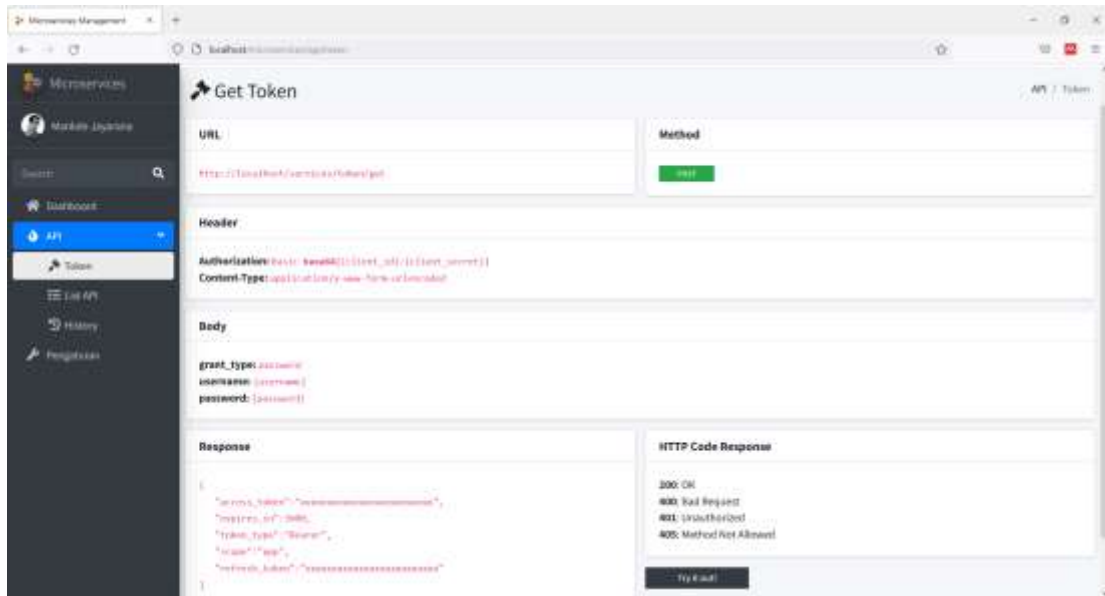 Microservices Management
localhost
Microservices
Search
Dashboard
API
Token
List API
History
Pengaturan
Get Token
API / Token
URL
http://localhost/services/token/get
Method
POST
Header
Authorization: Basic base64({client_id}:{client_secret})
Content-Type: application/x-www-form-urlencoded
Body
grant_type: password
username: {username}
password: {password}
Response
{
"access_token":
"expires_in": 3600,
"token_type":"Bearer",
"scope":"app",
"refresh_token":
}
HTTP Code Response
200: OK
400: Bad Request
401: Unauthorized
405: Method Not Allowed
Try it out!